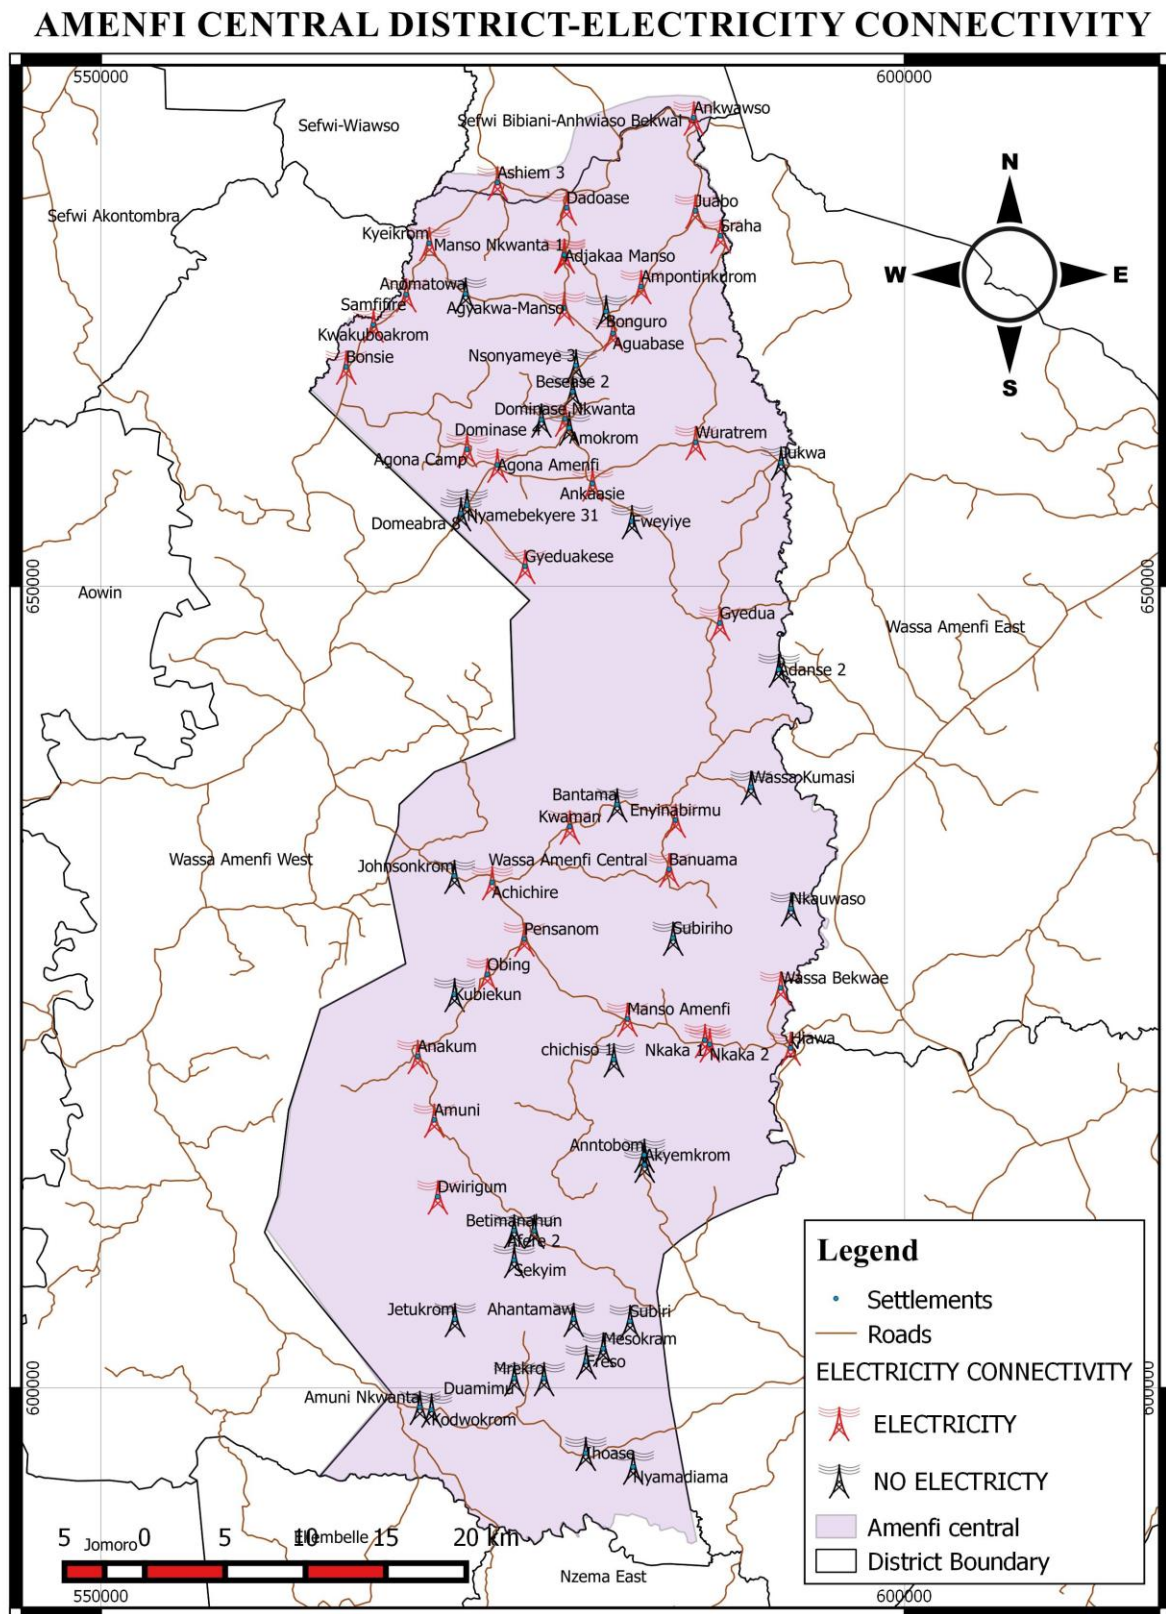 AMENFI CENTRAL DISTRICT-ELECTRICITY CONNECTIVITY
550000
600000
Ankwawso
Sefwi Bibiani-Anhwiaso Bekwai
Sefwi-Wiawso
N
Ashiem 3
Dadoase
Juabo
Sefwi Akontombra
Sraha
Kyeikrom
Manso Nkwanta 1
Adjakaa Manso
W
E
Ampontinkurom
Anomatowa
Samfifire
Agyakwa-Manso
Bonguro
Kwakuboakrom
Aguabase
Bonsie
Nsonyameye 3
Besease 2
S
Dominase Nkwanta
Dominase 4
Amokrom
Wuratrem
Jukwa
Agona Camp
Agona Amenfi
Ankaasie
Nyamebekyere 31
Domeabra 8
Fweyiye
Gyeduakese
650000
650000
Aowin
Gyedua
Wassa Amenfi East
Adanse 2
Wassa Kumasi
Bantama
Enyinabirmu
Kwaman
Wassa Amenfi West
Johnsonkrom
Wassa Amenfi Central
Banuama
Achichire
Nkauwaso
Pensanom
Subiriho
Obing
Wassa Bekwae
Kubiekun
Manso Amenfi
Hiawa
Anakum
chichiso 1
Nkaka 1
Nkaka 2
Amuni
Anntobom
Akyemkrom
Dwirigum
Betimanahun
Afere 2
Sekyim
Jetukrom
Ahantamaw
Subiri
Mesokram
Freso
Mrekro
Duamimu
Amuni Nkwanta
Kodwokrom
600000
600000
Thoase
Nyamadiama
Legend
Settlements
Roads
ELECTRICITY CONNECTIVITY
ELECTRICITY
NO ELECTRICTY
Amenfi central
District Boundary
5 0 5 10 15 20 km
Jomoro
Ellembelle
Nzema East
550000
600000